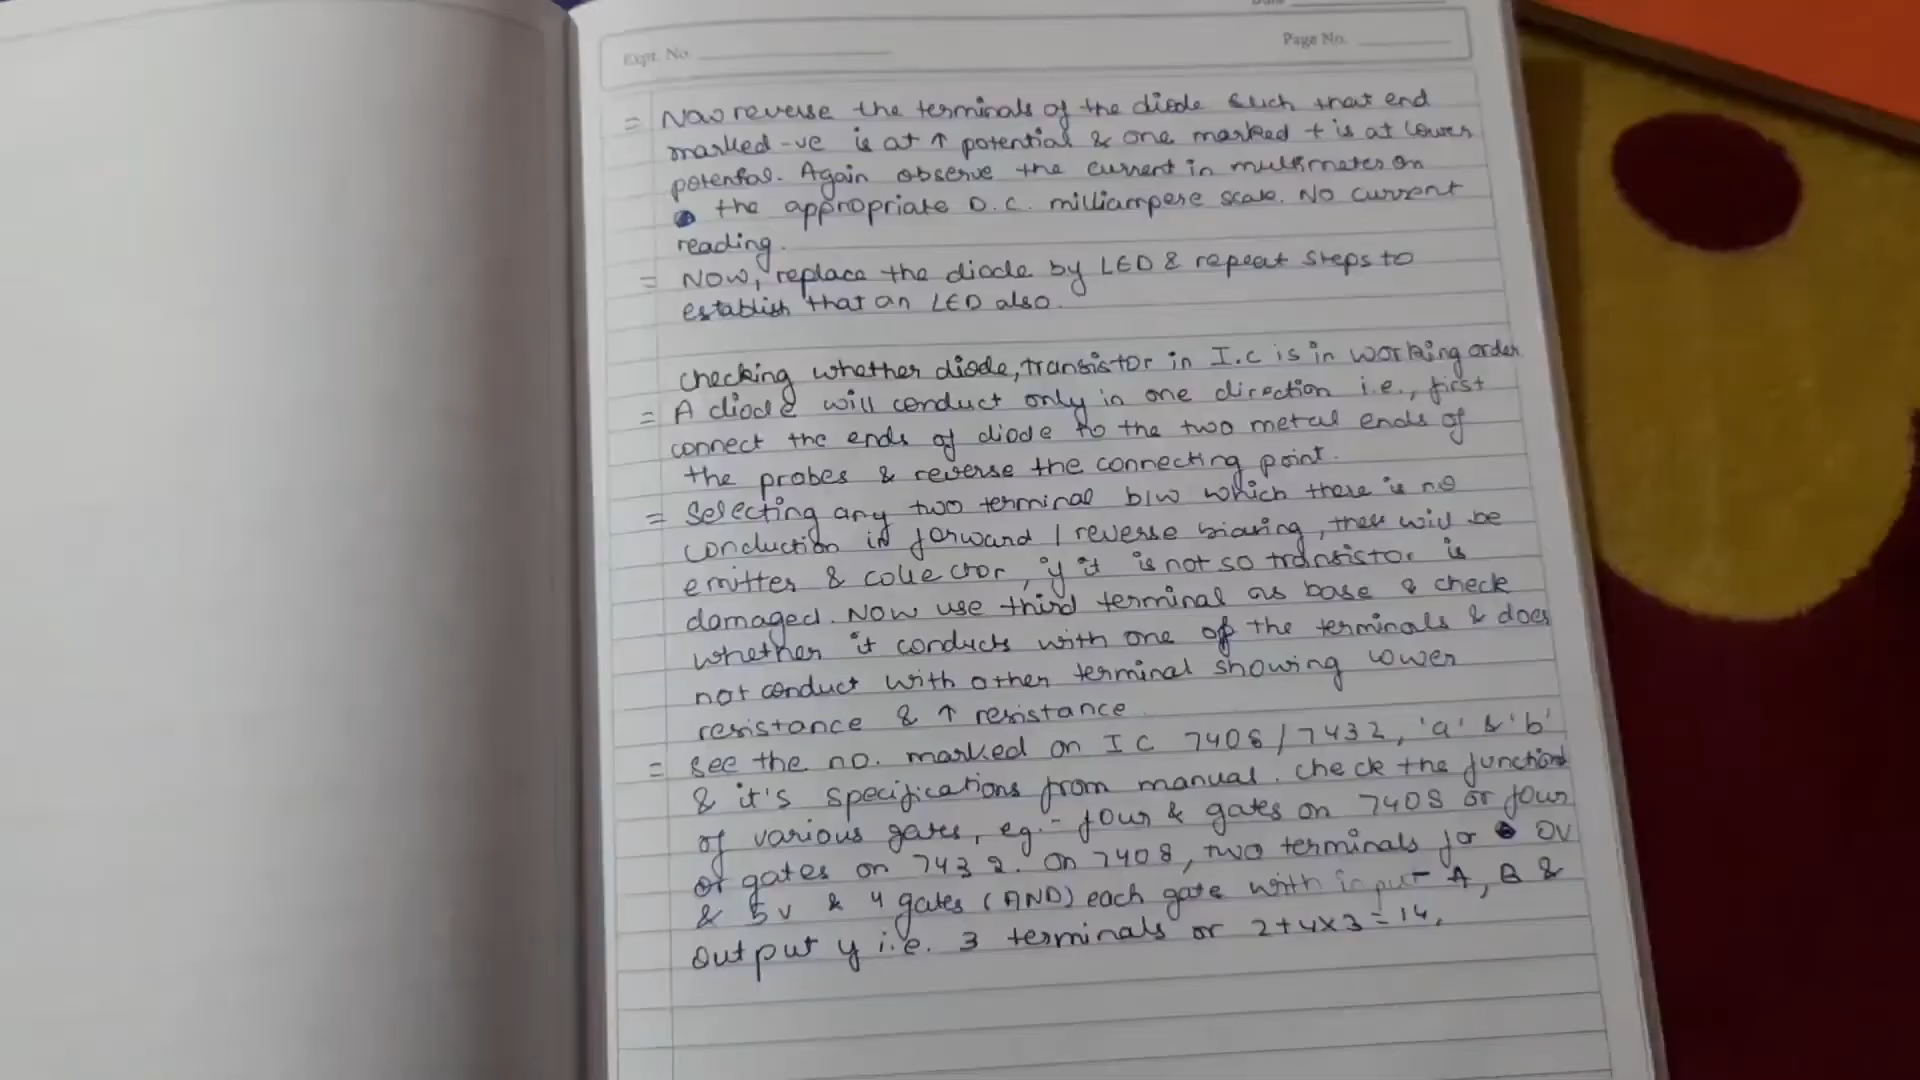 Date
Expt. No.
Page No.
= Now reverse the terminals of the diode such that end
marked -ve is at ↑ potential & one marked + is at lower
potential. Again observe the current in multimeter on
the appropriate D.C. milliampere scale. No current
reading.
= Now, replace the diode by LED & repeat steps to
establish that an LED also.
checking whether diode, transistor in I.C is in working order
= A diode will conduct only in one direction i.e., first
connect the ends of diode to the two metal ends of
the probes & reverse the connecting point.
= Selecting any two terminal b/w which there is no
conduction in forward / reverse biasing, they will be
emitter & collector, if it is not so transistor is
damaged. Now use third terminal as base & check
whether it conducts with one of the terminals & does
not conduct with other terminal showing lower
resistance & ↑ resistance
= See the no. marked on IC 7408/7432, 'a' & 'b'
& it's specifications from manual. Check the junctions
of various gates, eg. - four & gates on 7408 or four
or gates on 7432. On 7408, two terminals for 0V
& 5v & 4 gates (AND) each gate with input A, B &
output y i.e. 3 terminals or 2+4x3=14.